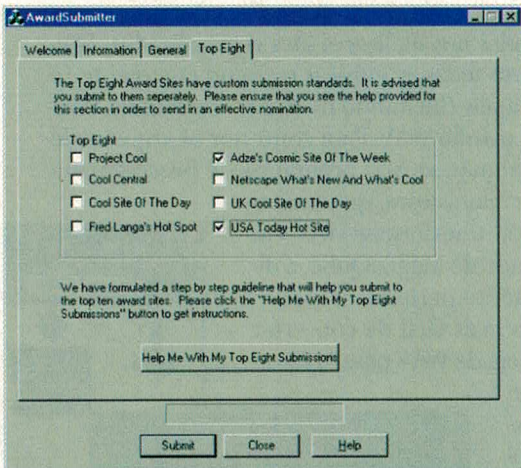 AwardSubmitter
Welcome Information General Top Eight
The Top Eight Award Sites have custom submission standards. It is advised that
you submit to them seperately. Please ensure that you see the help provided for
this section in order to send in an effective nomination.
Top Eight
Project Cool Adze's Cosmic Site Of The Week
Cool Central Netscape What's New And What's Cool
Cool Site Of The Day UK Cool Site Of The Day
Fred Langa's Hot Spot USA Today Hot Site
We have formulated a step by step guideline that will help you submit to
the top ten award sites. Please click the "Help Me With My Top Eight
Submissions" button to get instructions.
Help Me With My Top Eight Submissions
Submit Close Help